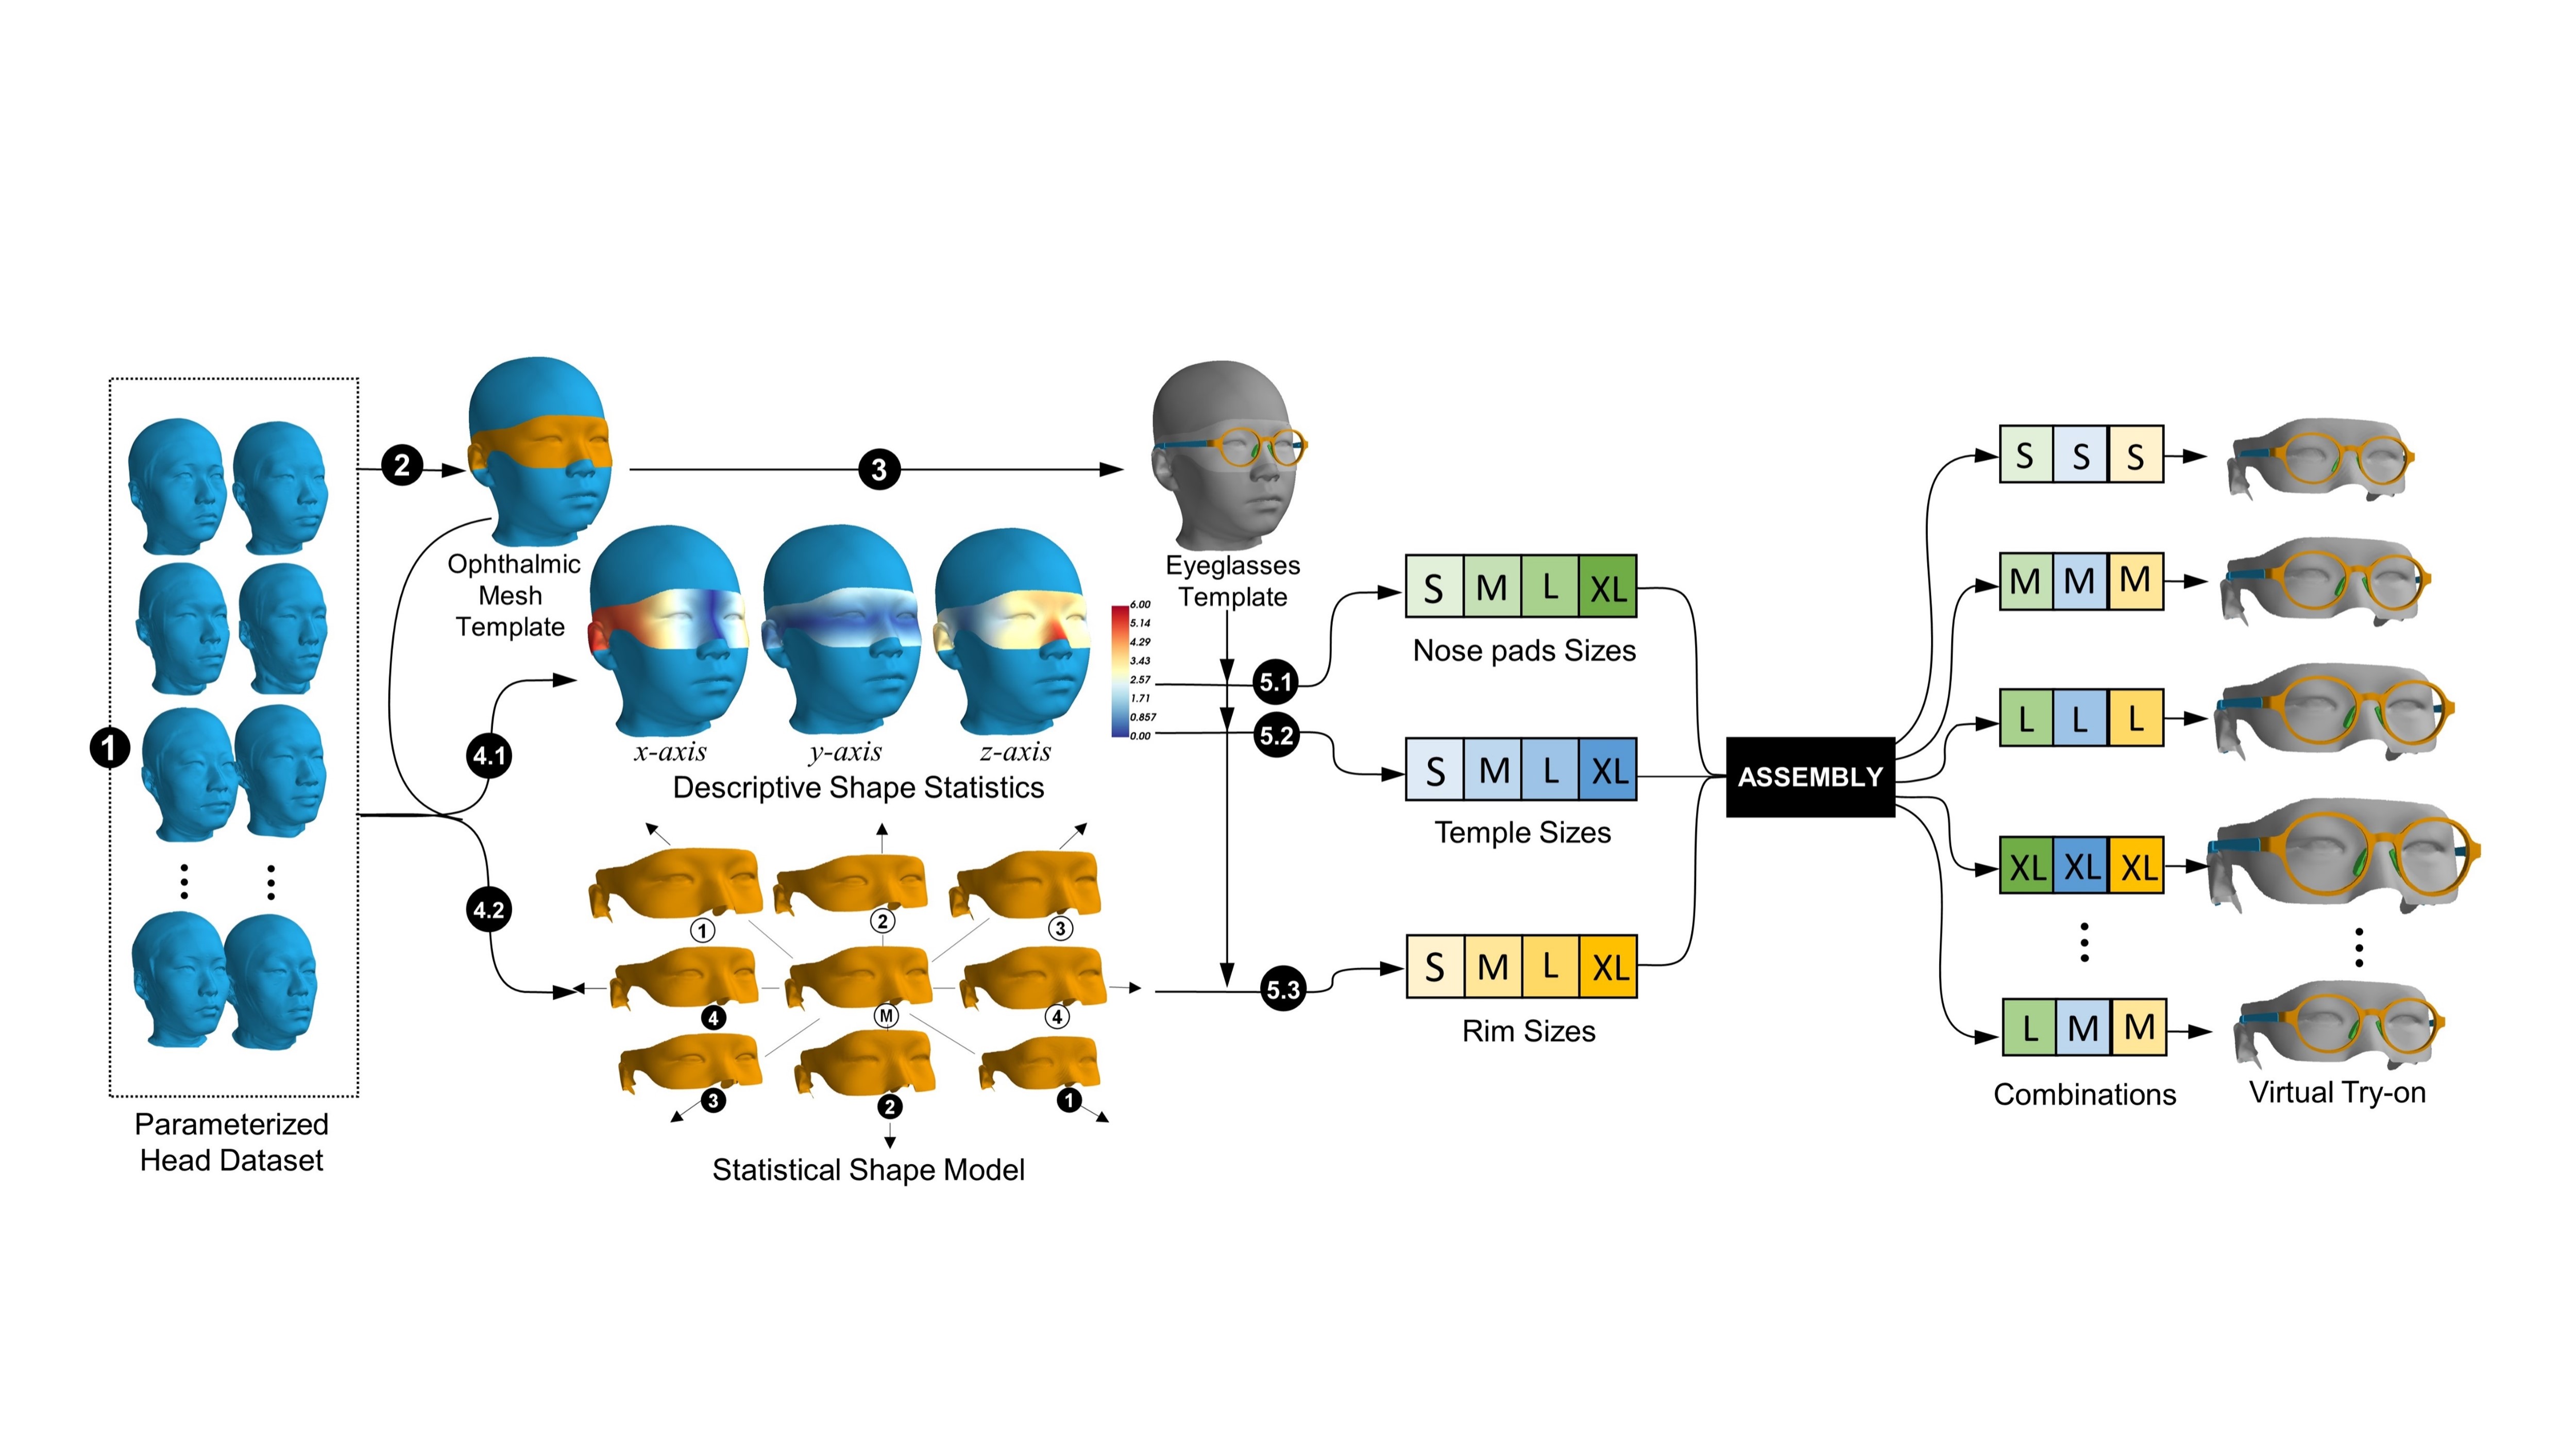 1
Parameterized
Head Dataset
2
Ophthalmic
Mesh
Template
3
Eyeglasses
Template
4.1
x-axis
y-axis
z-axis
Descriptive Shape Statistics
6.00
5.14
4.29
3.43
2.57
1.71
0.857
0.00
4.2
1
2
3
4
M
4
3
2
1
Statistical Shape Model
5.1
S M L XL
Nose pads Sizes
5.2
S M L XL
Temple Sizes
5.3
S M L XL
Rim Sizes
ASSEMBLY
S S S
M M M
L L L
XL XL XL
L M M
Combinations
Virtual Try-on